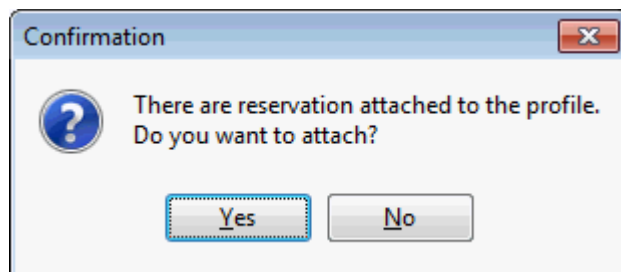 Confirmation
There are reservation attached to the profile.
Do you want to attach?
Yes
No